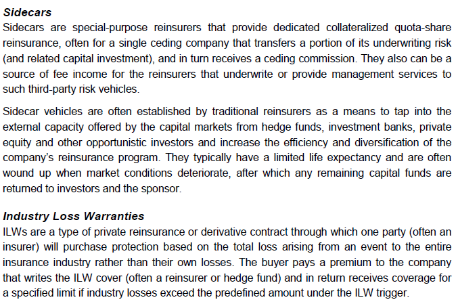 Sidecars
Sidecars are special-purpose reinsurers that provide dedicated collateralized quota-share
reinsurance, often for a single ceding company that transfers a portion of its underwriting risk
(and related capital investment), and in turn receives a ceding commission. They also can be a
source of fee income for the reinsurers that underwrite or provide management services to
such third-party risk vehicles.
Sidecar vehicles are often established by traditional reinsurers as a means to tap into the
external capacity offered by the capital markets from hedge funds, investment banks, private
equity and other opportunistic investors and increase the efficiency and diversification of the
company's reinsurance program. They typically have a limited life expectancy and are often
wound up when market conditions deteriorate, after which any remaining capital funds are
returned to investors and the sponsor.
Industry Loss Warranties
ILWs are a type of private reinsurance or derivative contract through which one party (often an
insurer) will purchase protection based on the total loss arising from an event to the entire
insurance industry rather than their own losses. The buyer pays a premium to the company
that writes the ILW cover (often a reinsurer or hedge fund) and in return receives coverage for
a specified limit if industry losses exceed the predefined amount under the ILW trigger.